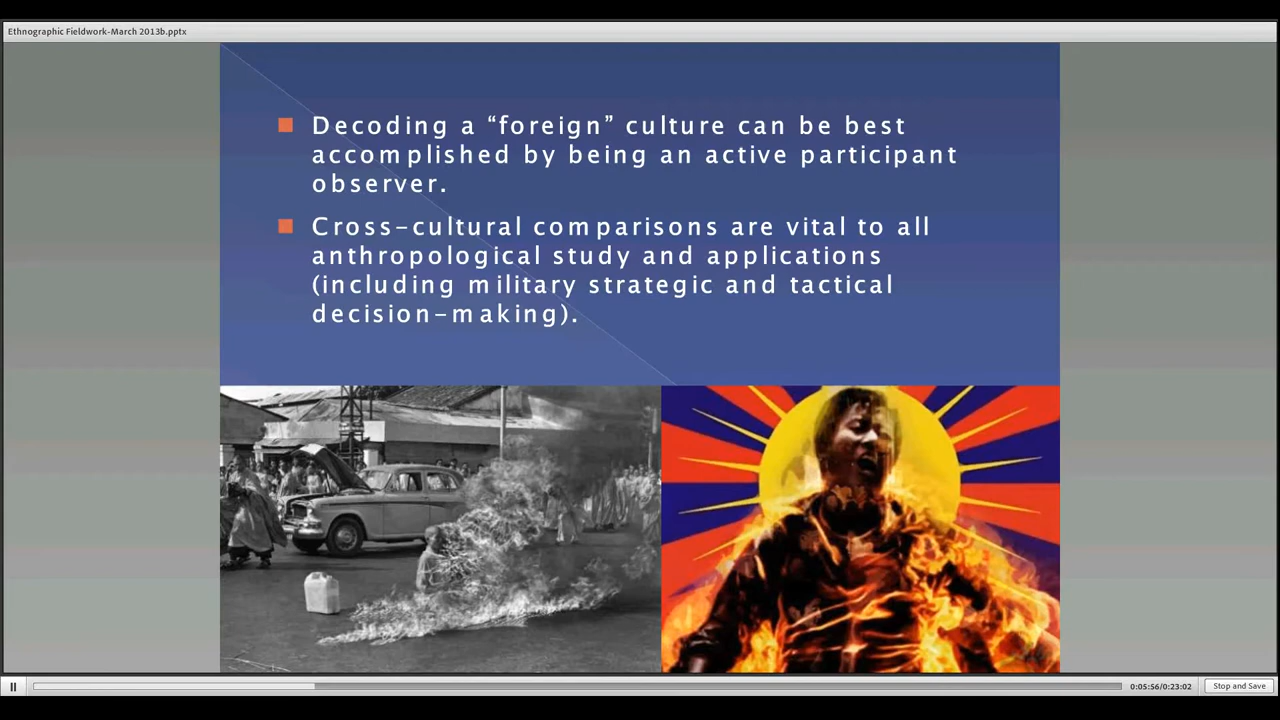 Ethnographic Fieldwork-March 2013b.pptx
Decoding a “foreign” culture can be best
accomplished by being an active participant
observer.
Cross-cultural comparisons are vital to all
anthropological study and applications
(including military strategic and tactical
decision-making).
0:05:56/0:23:02
Stop and Save